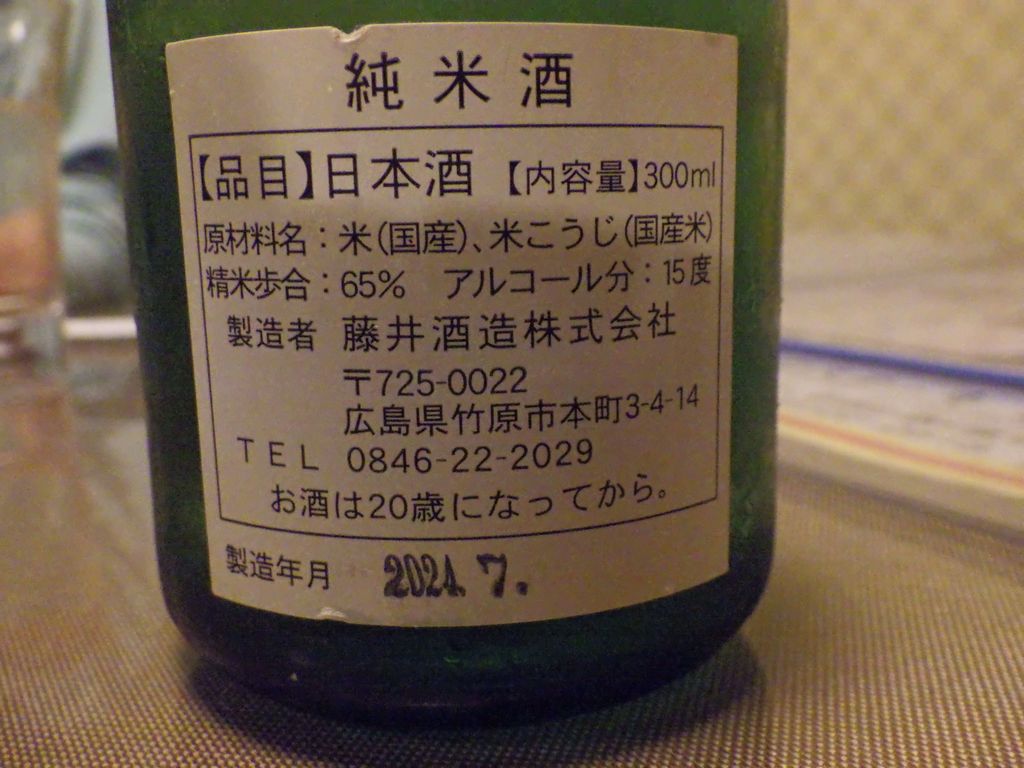 純米酒
【品目】日本酒 【内容量】300ml
原材料名：米(国産)、米こうじ(国産米)
精米歩合：65% アルコール分：15度
製造者 藤井酒造株式会社
〒725-0022
広島県竹原市本町3-4-14
TEL 0846-22-2029
お酒は20歳になってから。
製造年月 2024. 7.